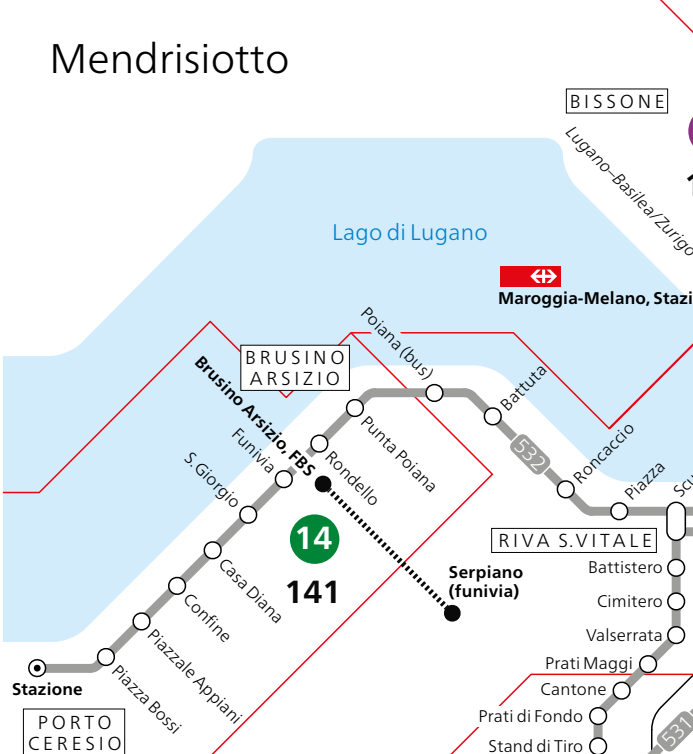 Mendrisiotto
BISSONE
Lugano–Basilea/Zurigo
Lago di Lugano
Maroggia-Melano, Stazi
Poiana (bus)
BRUSINO
ARSIZIO
Brusino Arsizio, FBS
Battuta
Funivia
Punta Poiana
532
Roncaccio
S. Giorgio
Rondello
Piazza
Scu
14
141
RIVA S.VITALE
Casa Diana
Serpiano
(funivia)
Battistero
Confine
Cimitero
Piazzale Appiani
Valserrata
Prati Maggi
Piazza Bossi
Stazione
Cantone
PORTO
CERESIO
Prati di Fondo
531
Stand di Tiro